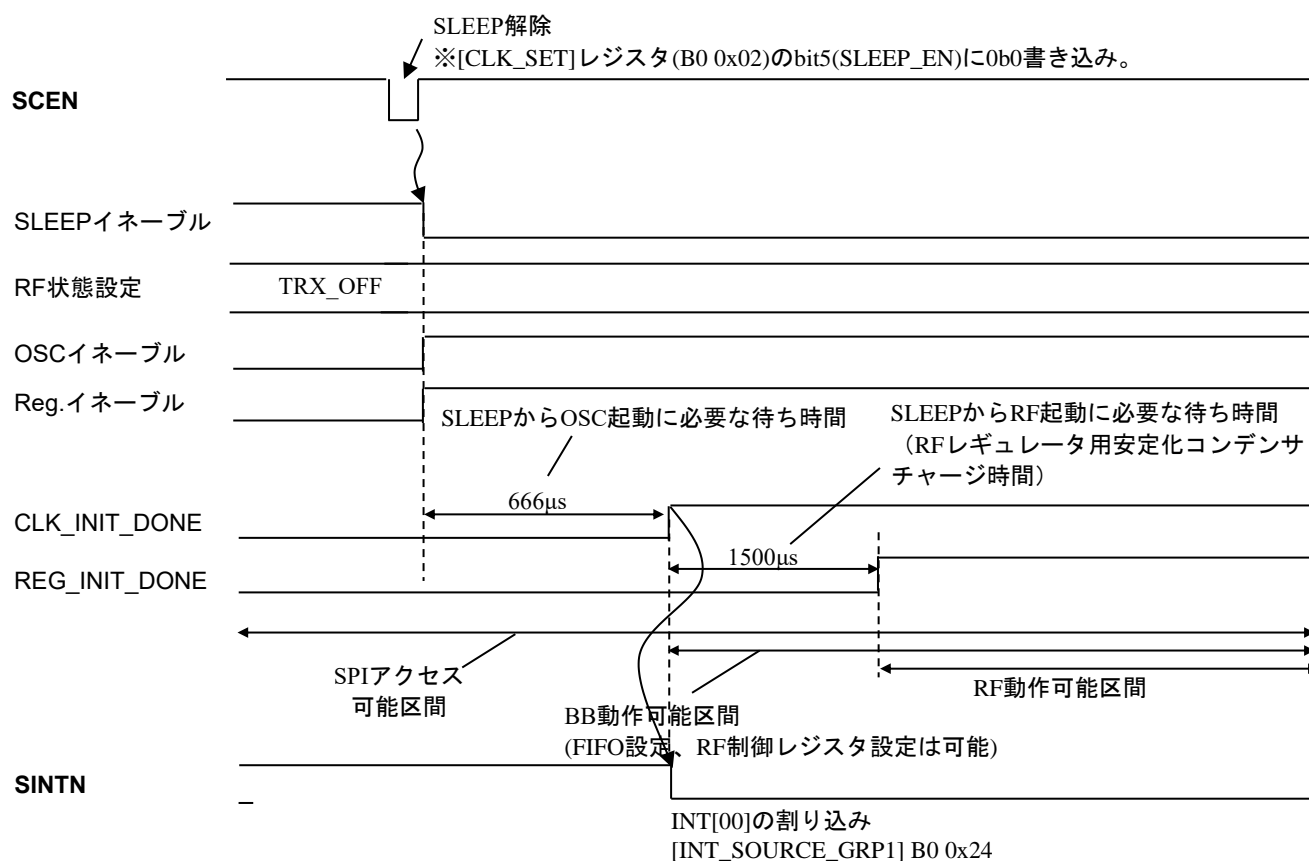 SLEEP解除
※[CLK_SET]レジスタ(B0 0x02)のbit5(SLEEP_EN)に0b0書き込み。
SCEN
SLEEPイネーブル
RF状態設定
TRX_OFF
OSCイネーブル
Reg.イネーブル
SLEEPからOSC起動に必要な待ち時間
SLEEPからRF起動に必要な待ち時間
（RFレギュレータ用安定化コンデンサ
チャージ時間）
666μs
CLK_INIT_DONE
1500μs
REG_INIT_DONE
SPIアクセス
可能区間
RF動作可能区間
BB動作可能区間
(FIFO設定、RF制御レジスタ設定は可能)
SINTN
INT[00]の割り込み
[INT_SOURCE_GRP1] B0 0x24